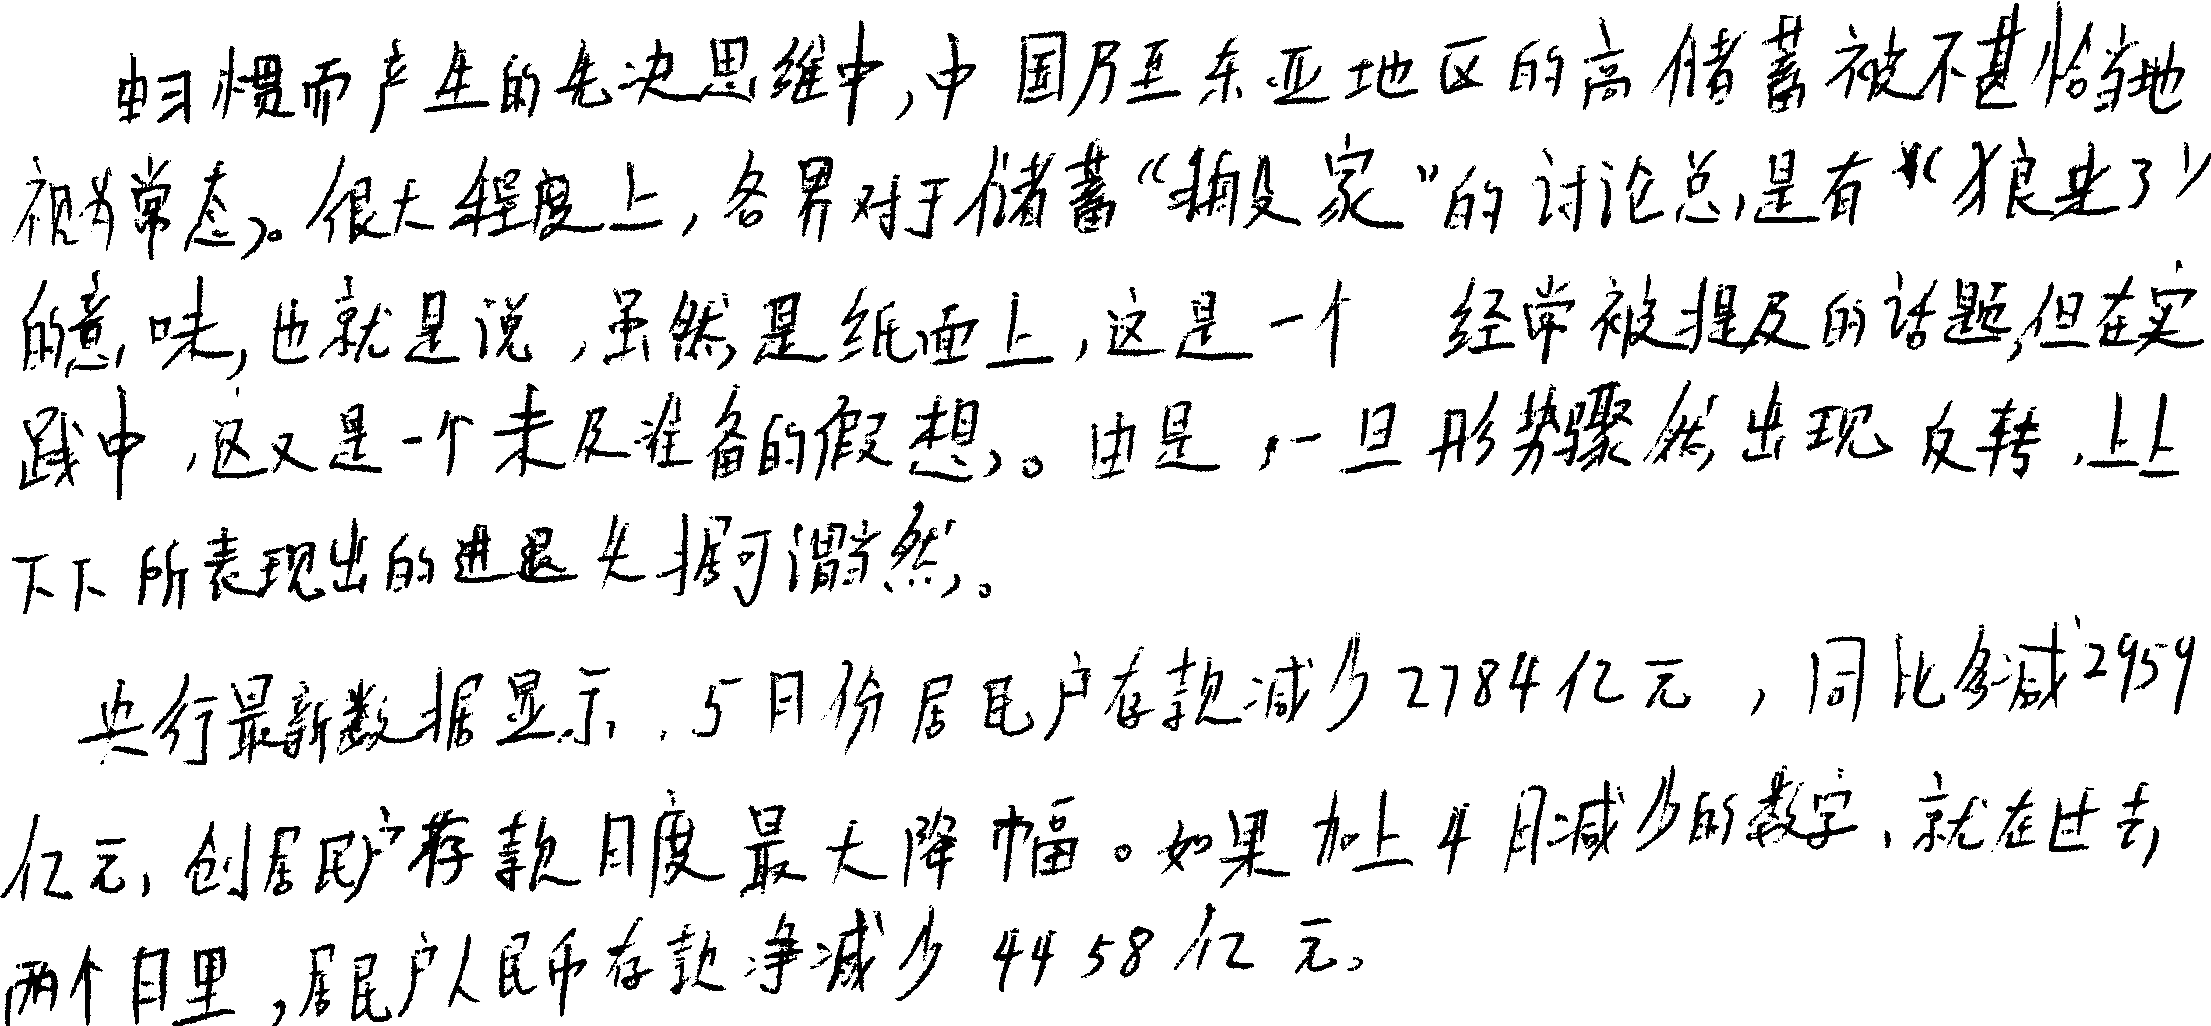 由习惯而产生的先决思维中,中国乃至东亚地区的高储蓄被不甚恰当地
视为常态。很大程度上,各界对于储蓄“搬家”的讨论总是有“狼来了”
的意味,也就是说,虽然是纸面上,这是一个经常被提及的话题,但在实
践中,这又是一个未及准备的假想。由是,一旦形势骤然出现反转,上上
下下所表现出的进退失据可谓当然。
央行最新数据显示,5月份居民户存款减少2784亿元,同比多减2959
亿元,创居民户存款月度最大降幅。如果加上4月减少的数字,就在过去
两个月里,居民户人民币存款净减少4458亿元。